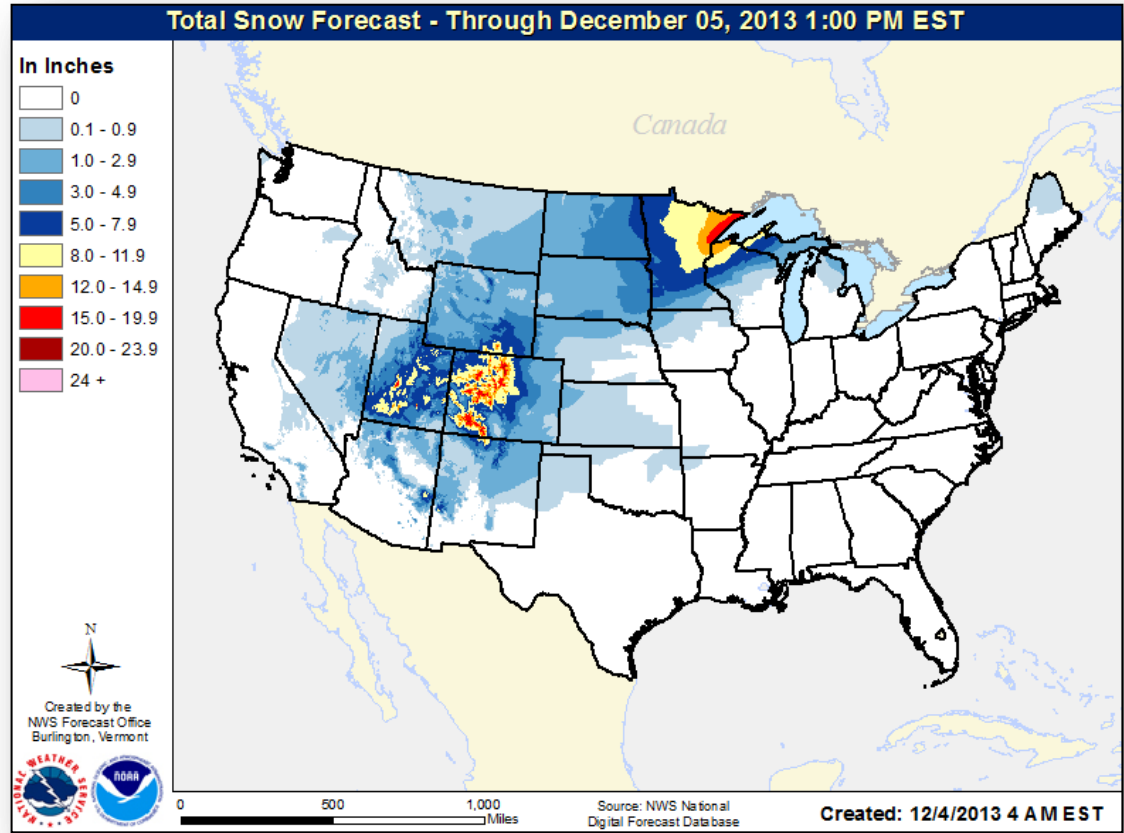 Total Snow Forecast - Through December 05, 2013 1:00 PM EST
In Inches
0
0.1 - 0.9
1.0 - 2.9
3.0 - 4.9
5.0 - 7.9
8.0 - 11.9
12.0 - 14.9
15.0 - 19.9
20.0 - 23.9
24 +
Canada
N
Created by the
NWS Forecast Office
Burlington, Vermont
NATIONAL WEATHER SERVICE
NOAA
0 500 1,000
Miles
Source: NWS National
Digital Forecast Database
Created: 12/4/2013 4 AM EST